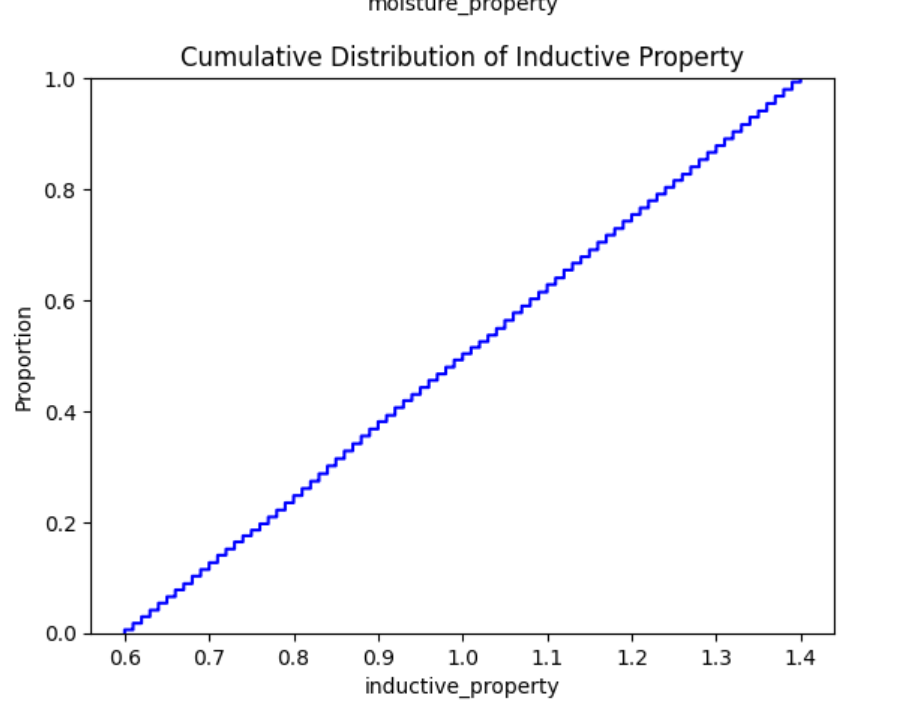 moisture_property
Cumulative Distribution of Inductive Property
1.0
0.8
0.6
0.4
0.2
0.0
Proportion
0.6 0.7 0.8 0.9 1.0 1.1 1.2 1.3 1.4
inductive_property